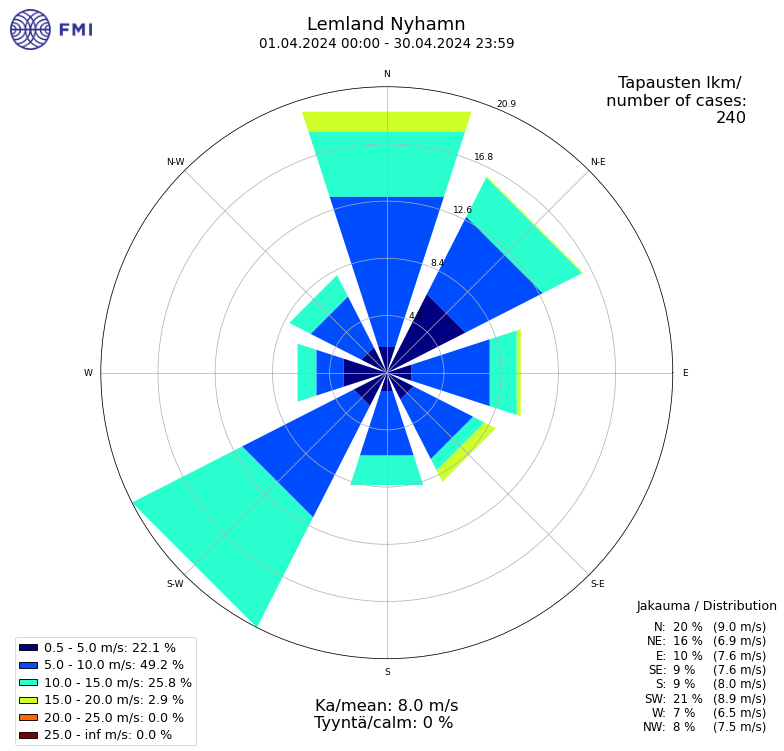 FMI
Lemland Nyhamn
01.04.2024 00:00 - 30.04.2024 23:59
Tapausten lkm/
number of cases:
240
N
N-W
N-E
W
E
S-W
S-E
S
20.9
16.8
12.6
8.4
0.5 - 5.0 m/s: 22.1 %
5.0 - 10.0 m/s: 49.2 %
10.0 - 15.0 m/s: 25.8 %
15.0 - 20.0 m/s: 2.9 %
20.0 - 25.0 m/s: 0.0 %
25.0 - inf m/s: 0.0 %
Ka/mean: 8.0 m/s
Tyyntä/calm: 0 %
Jakauma / Distribution
N: 20 % (9.0 m/s)
NE: 16 % (6.9 m/s)
E: 10 % (7.6 m/s)
SE: 9 % (7.6 m/s)
S: 9 % (8.0 m/s)
SW: 21 % (8.9 m/s)
W: 7 % (6.5 m/s)
NW: 8 % (7.5 m/s)